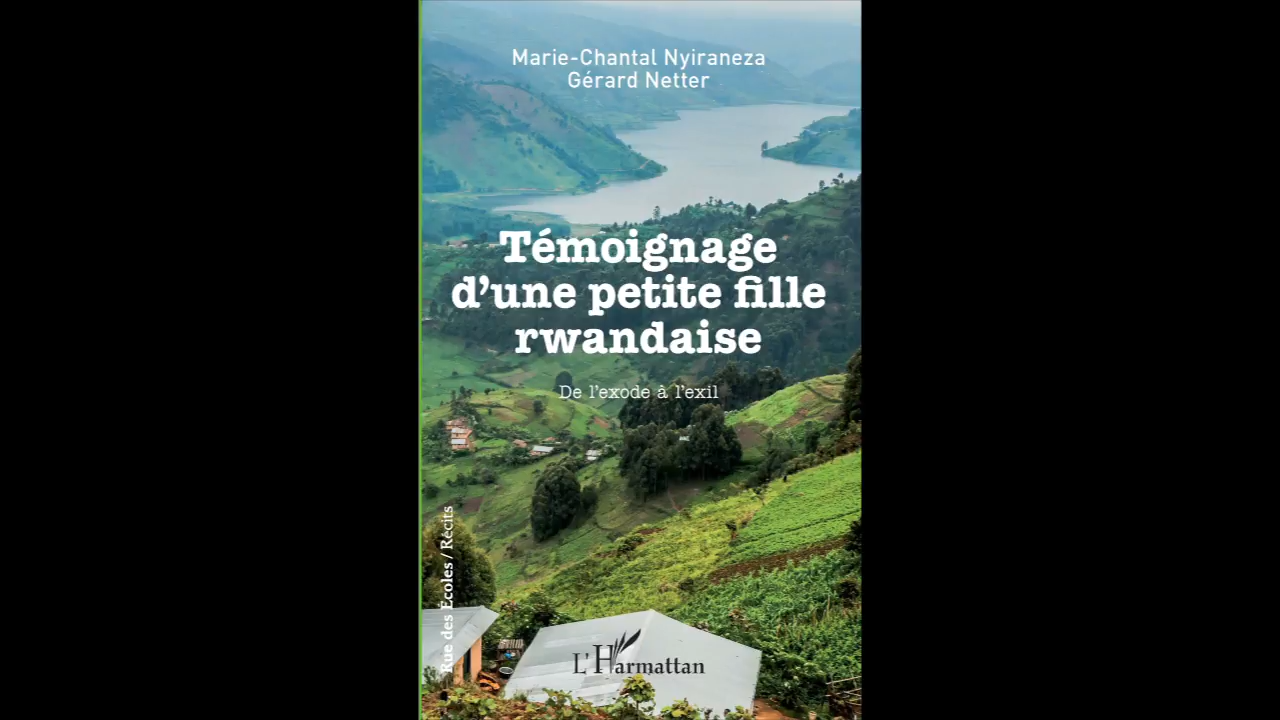 Marie-Chantal Nyiraneza
Gérard Netter
Témoignage
d’une petite fille
rwandaise
De l’exode à l’exil
Rue des Écoles / Récits
L'Harmattan